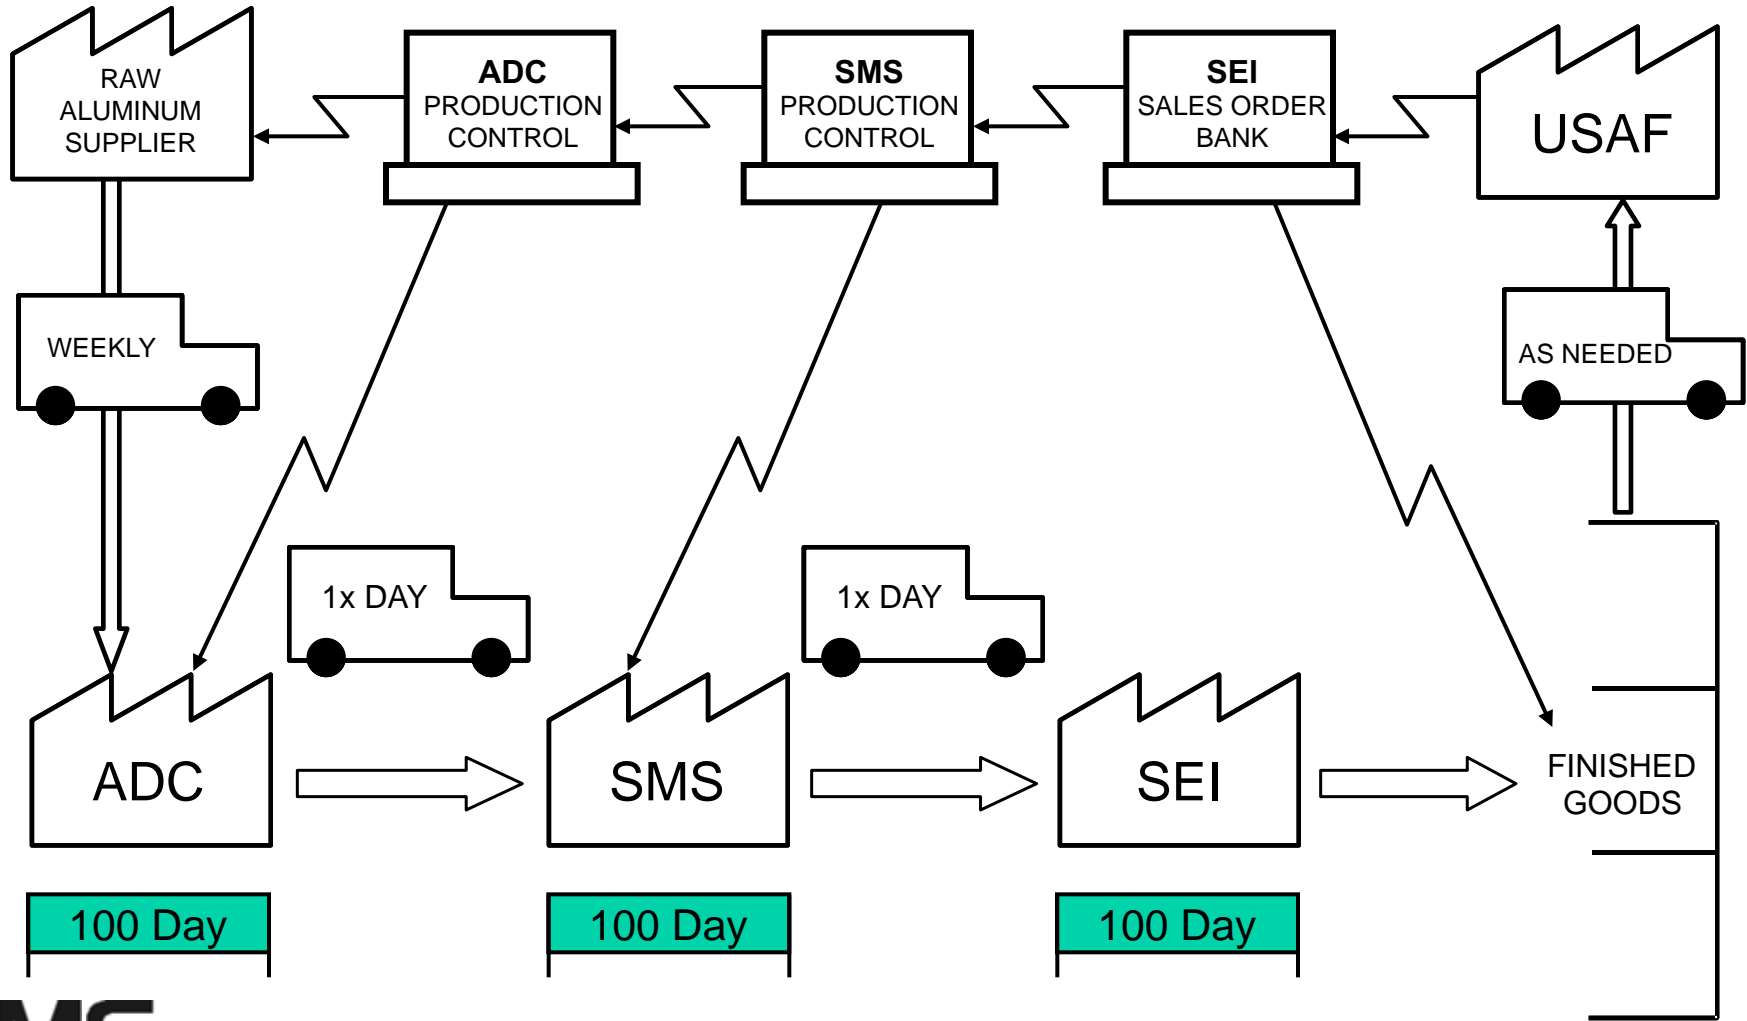 RAW
ALUMINUM
SUPPLIER
ADC
PRODUCTION
CONTROL
SMS
PRODUCTION
CONTROL
SEI
SALES ORDER
BANK
USAF
WEEKLY
AS NEEDED
1x DAY
1x DAY
ADC
SMS
SEI
FINISHED
GOODS
100 Day
100 Day
100 Day